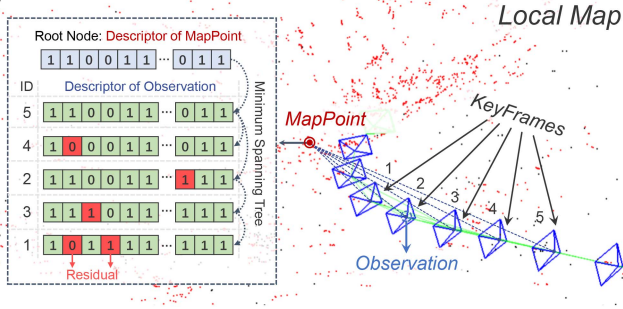 Local Map
Root Node: Descriptor of MapPoint
1 1 0 0 1 1 ... 0 1 1
ID Descriptor of Observation
5 1 1 0 0 1 1 ... 0 1 1
4 1 0 0 0 1 1 ... 0 1 1
2 1 1 0 0 1 1 ... 1 1 1
3 1 1 1 0 1 1 ... 0 1 1
1 1 0 1 1 1 1 ... 1 1 1
Residual
Minimum Spanning Tree
MapPoint
KeyFrames
1
2
3
4
5
Observation